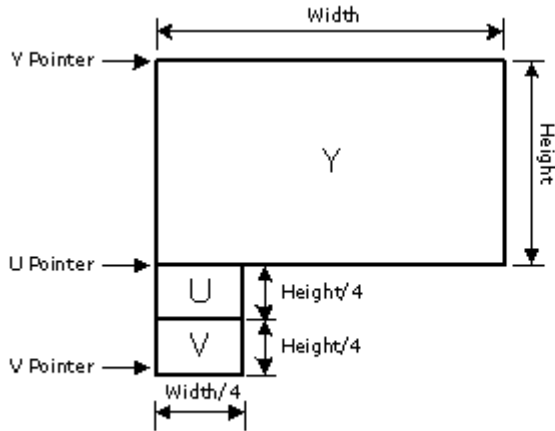 Width
Y Pointer
Y
Height
U Pointer
U
Height/4
V
Height/4
V Pointer
Width/4